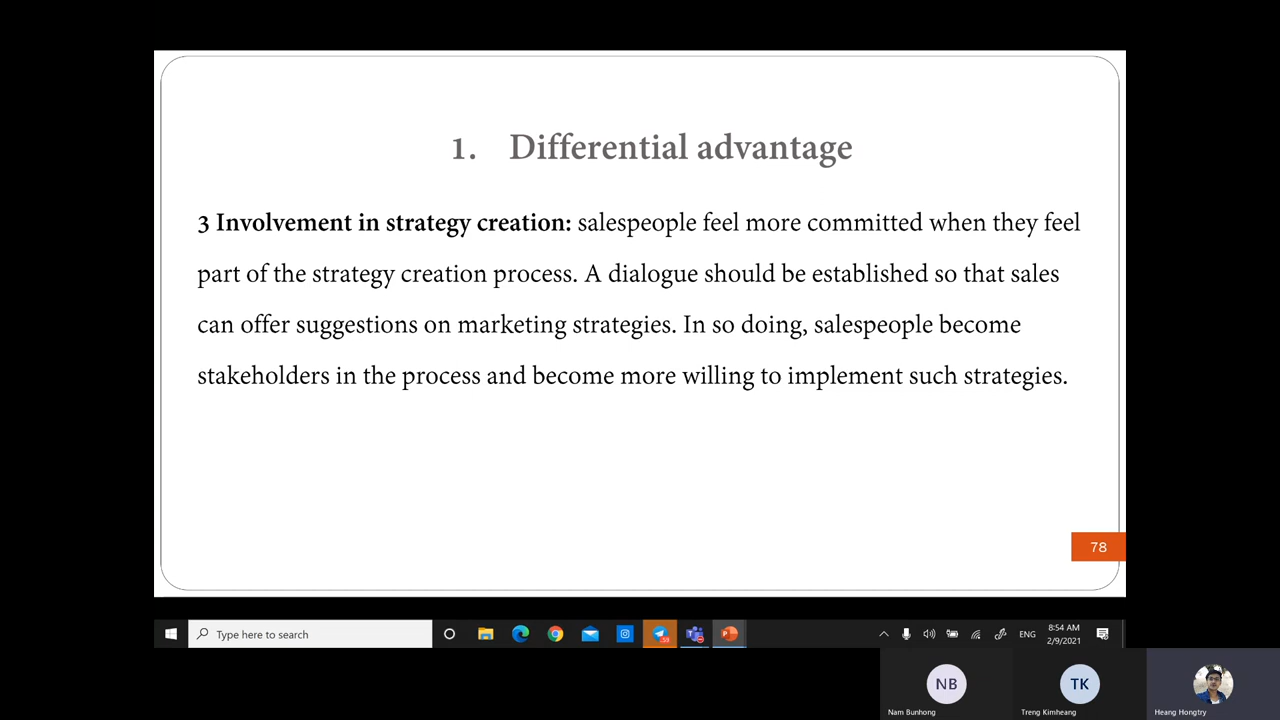 1. Differential advantage
3 Involvement in strategy creation: salespeople feel more committed when they feel
part of the strategy creation process. A dialogue should be established so that sales
can offer suggestions on marketing strategies. In so doing, salespeople become
stakeholders in the process and become more willing to implement such strategies.
78
Type here to search
ENG
8:54 AM
2/9/2021
NB
TK
Nam Bunhong
Treng Kimheang
Heang Hongtry